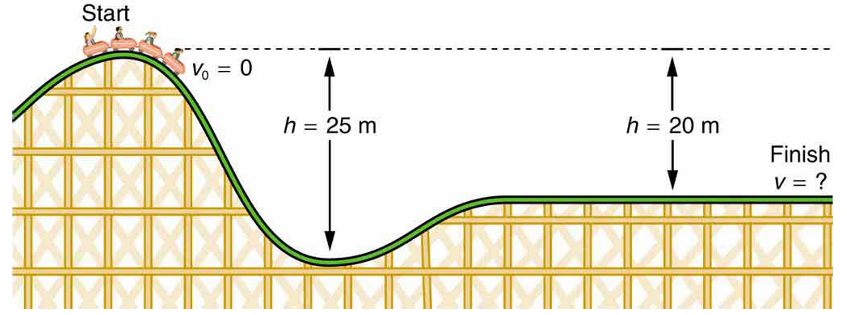 Start
v₀ = 0
h = 25 m
h = 20 m
Finish
v = ?